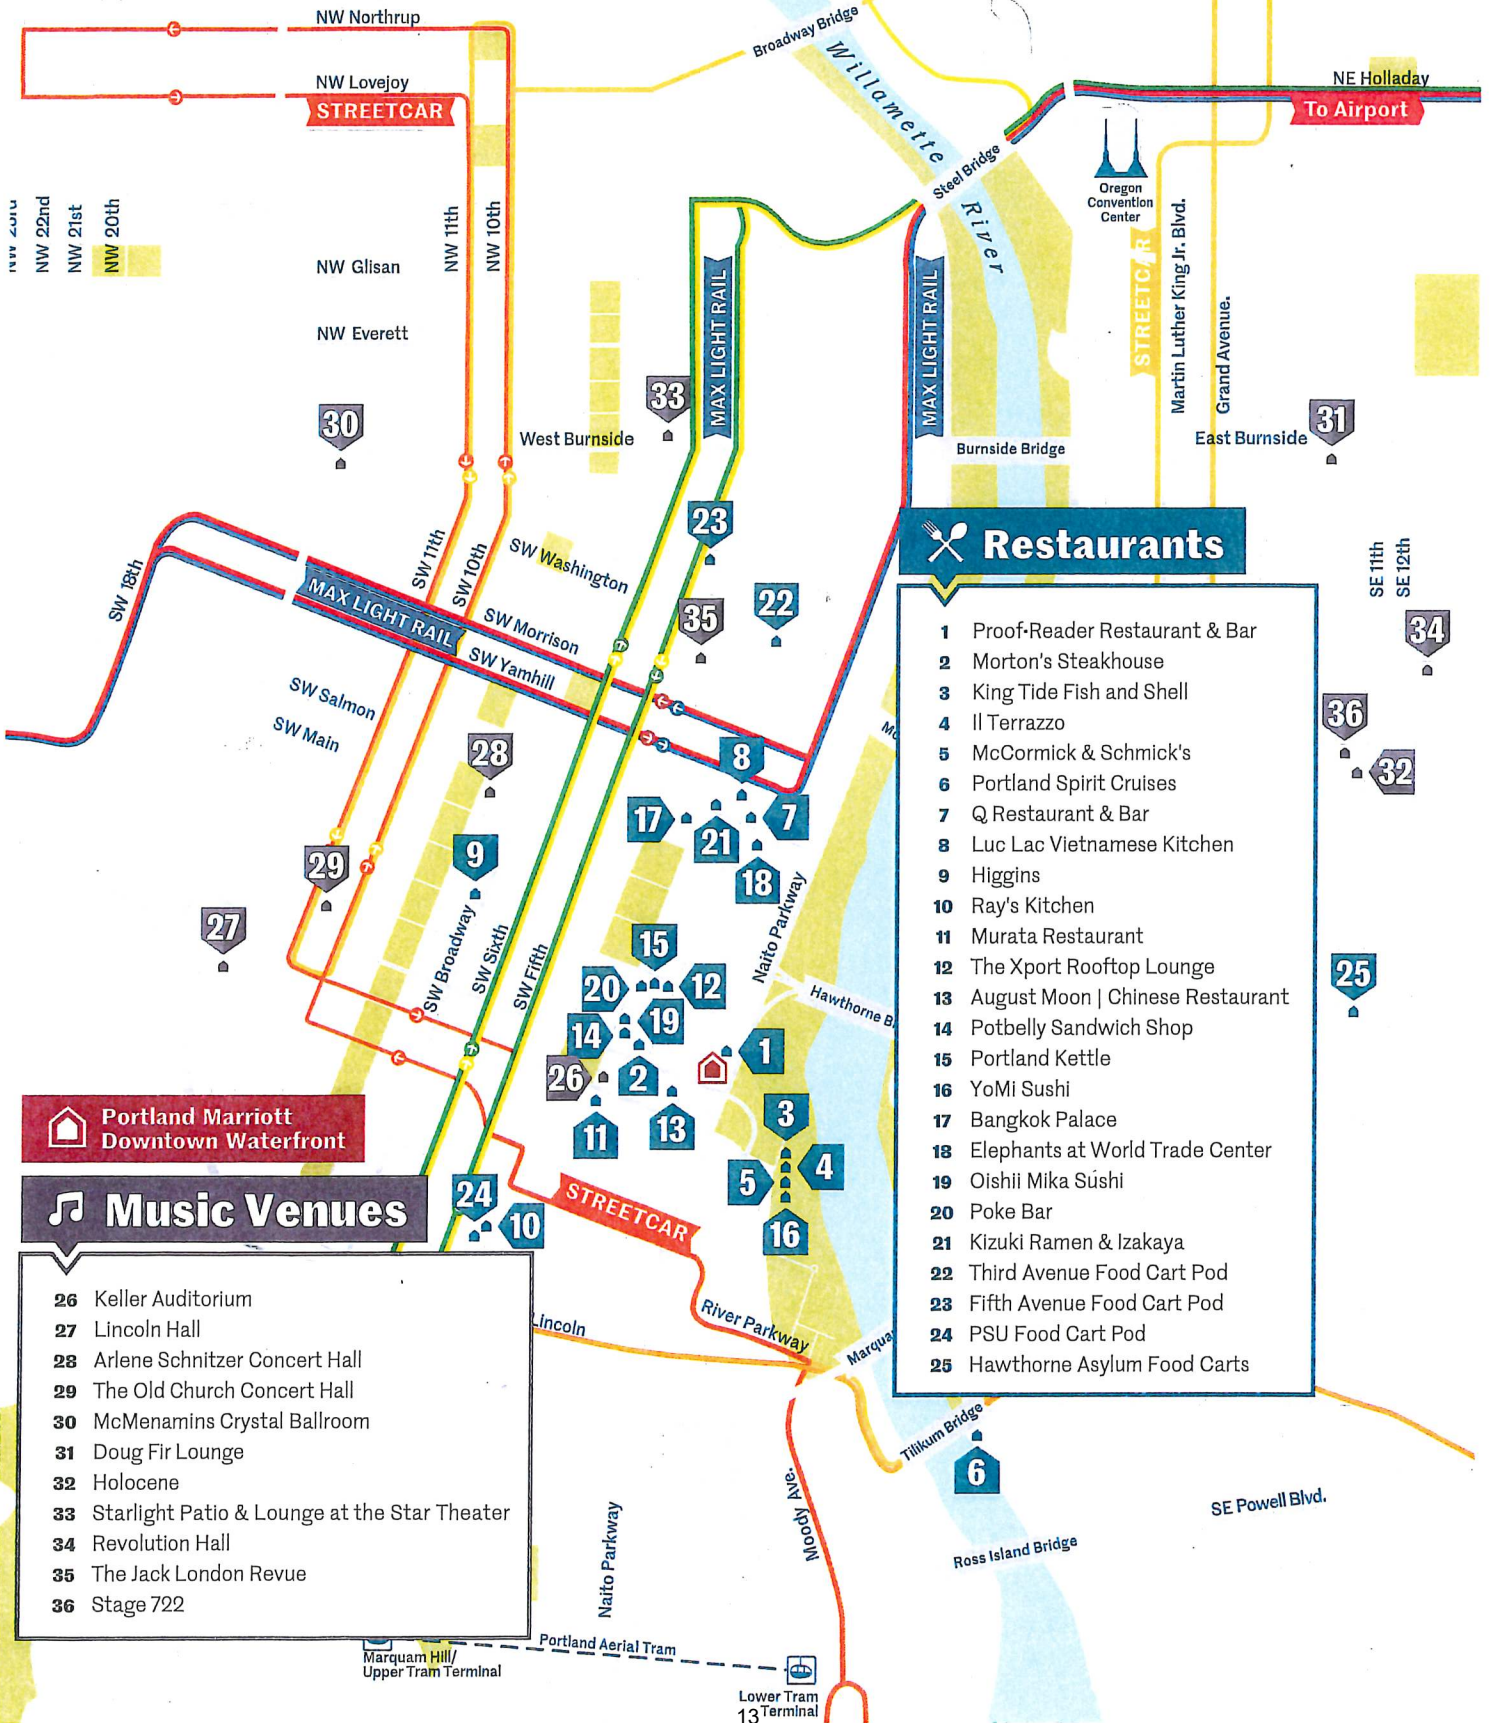 NW Northrup
Broadway Bridge
NW Lovejoy
STREETCAR
Willamette
River
NE Holladay
To Airport
Steel Bridge
Oregon
Convention
Center
NW 22nd
NW 21st
NW 20th
NW 11th
NW 10th
NW Glisan
NW Everett
MAX LIGHT RAIL
MAX LIGHT RAIL
STREETCAR
Martin Luther King Jr. Blvd.
Grand Avenue.
33
30
31
West Burnside
Burnside Bridge
East Burnside
23
SW 18th
SW 11th
SW 10th
SW Washington
MAX LIGHT RAIL
SW Morrison
SW Yamhill
SW Salmon
SW Main
35
22
SE 11th
SE 12th
34
36
32
28
8
17
21
7
18
9
29
27
25
Naito Parkway
SW Broadway
SW Sixth
SW Fifth
15
20
12
14
19
Hawthorne B
26
2
1
11
13
3
5
4
16
24
10
STREETCAR
Lincoln
River Parkway
Marqua
Tilikum Bridge
6
Moody Ave.
Naito Parkway
Ross Island Bridge
SE Powell Blvd.
Restaurants
1 Proof-Reader Restaurant & Bar
2 Morton's Steakhouse
3 King Tide Fish and Shell
4 Il Terrazzo
5 McCormick & Schmick's
6 Portland Spirit Cruises
7 Q Restaurant & Bar
8 Luc Lac Vietnamese Kitchen
9 Higgins
10 Ray's Kitchen
11 Murata Restaurant
12 The Xport Rooftop Lounge
13 August Moon | Chinese Restaurant
14 Potbelly Sandwich Shop
15 Portland Kettle
16 YoMi Sushi
17 Bangkok Palace
18 Elephants at World Trade Center
19 Oishii Mika Sushi
20 Poke Bar
21 Kizuki Ramen & Izakaya
22 Third Avenue Food Cart Pod
23 Fifth Avenue Food Cart Pod
24 PSU Food Cart Pod
25 Hawthorne Asylum Food Carts
Portland Marriott
Downtown Waterfront
Music Venues
26 Keller Auditorium
27 Lincoln Hall
28 Arlene Schnitzer Concert Hall
29 The Old Church Concert Hall
30 McMenamins Crystal Ballroom
31 Doug Fir Lounge
32 Holocene
33 Starlight Patio & Lounge at the Star Theater
34 Revolution Hall
35 The Jack London Revue
36 Stage 722
Marquam Hill/
Upper Tram Terminal
Portland Aerial Tram
Lower Tram
Terminal
13